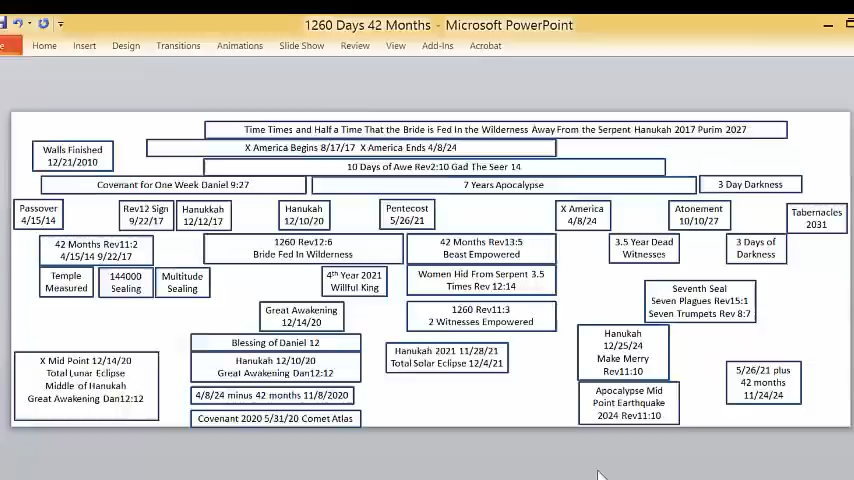 1260 Days 42 Months - Microsoft PowerPoint
Home Insert Design Transitions Animations Slide Show Review View Add-Ins Acrobat
Time Times and Half a Time That the Bride is Fed In the Wilderness Away From the Serpent Hanukah 2017 Purim 2027
Walls Finished
12/21/2010
X America Begins 8/17/17 X America Ends 4/8/24
10 Days of Awe Rev2:10 Gad The Seer 14
Covenant for One Week Daniel 9:27
7 Years Apocalypse
3 Day Darkness
Passover
4/15/14
Rev12 Sign
9/22/17
Hanukkah
12/12/17
Hanukah
12/10/20
Pentecost
5/26/21
X America
4/8/24
Atonement
10/10/27
Tabernacles
2031
42 Months Rev11:2
4/15/14 9/22/17
1260 Rev12:6
Bride Fed In Wilderness
42 Months Rev13:5
Beast Empowered
3.5 Year Dead
Witnesses
3 Days of
Darkness
Temple
Measured
144000
Sealing
Multitude
Sealing
4th Year 2021
Willful King
Women Hid From Serpent 3.5
Times Rev 12:14
Seventh Seal
Seven Plagues Rev15:1
Seven Trumpets Rev 8:7
Great Awakening
12/14/20
1260 Rev11:3
2 Witnesses Empowered
Blessing of Daniel 12
Hanukah
12/25/24
Make Merry
Rev11:10
X Mid Point 12/14/20
Total Lunar Eclipse
Middle of Hanukah
Great Awakening Dan12:12
Hanukah 12/10/20
Great Awakening Dan12:12
Hanukah 2021 11/28/21
Total Solar Eclipse 12/4/21
5/26/21 plus
42 months
11/24/24
4/8/24 minus 42 months 11/8/2020
Apocalypse Mid
Point Earthquake
2024 Rev11:10
Covenant 2020 5/31/20 Comet Atlas